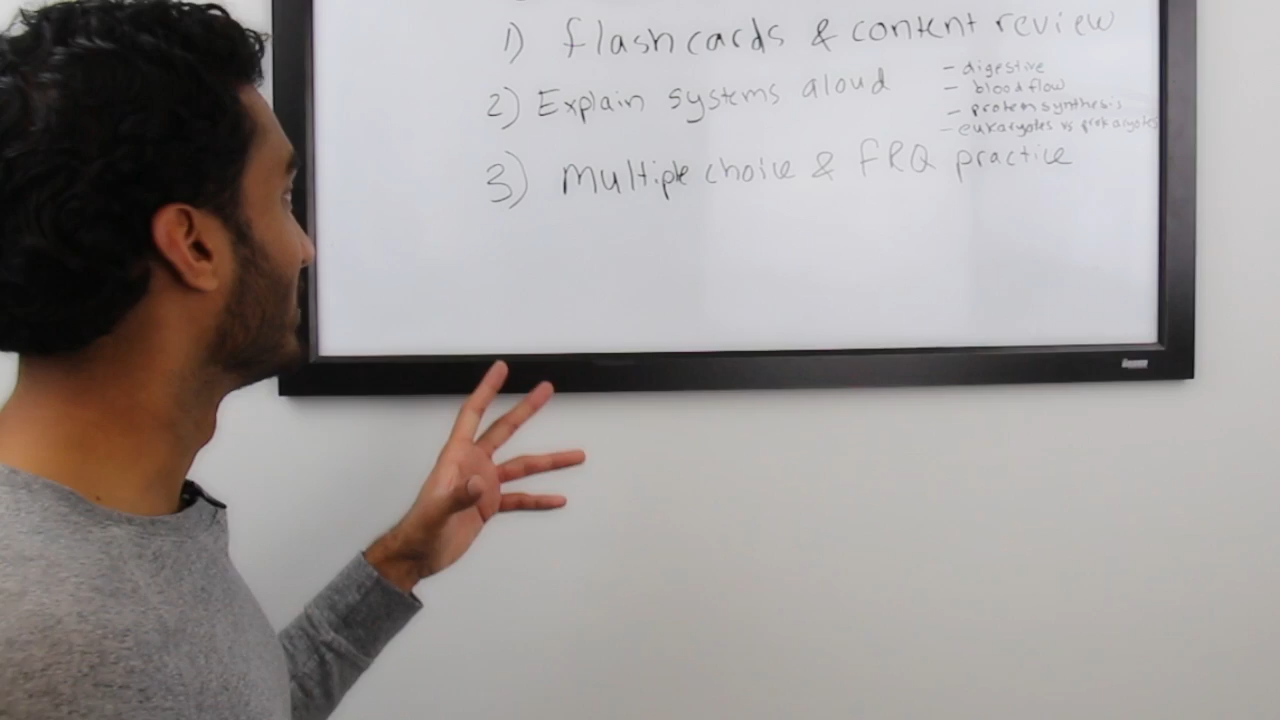 1) flashcards & content review
2) Explain systems aloud
- digestive
- blood flow
- protein synthesis
- eukaryotes vs prokaryotes
3) Multiple choice & FRQ practice